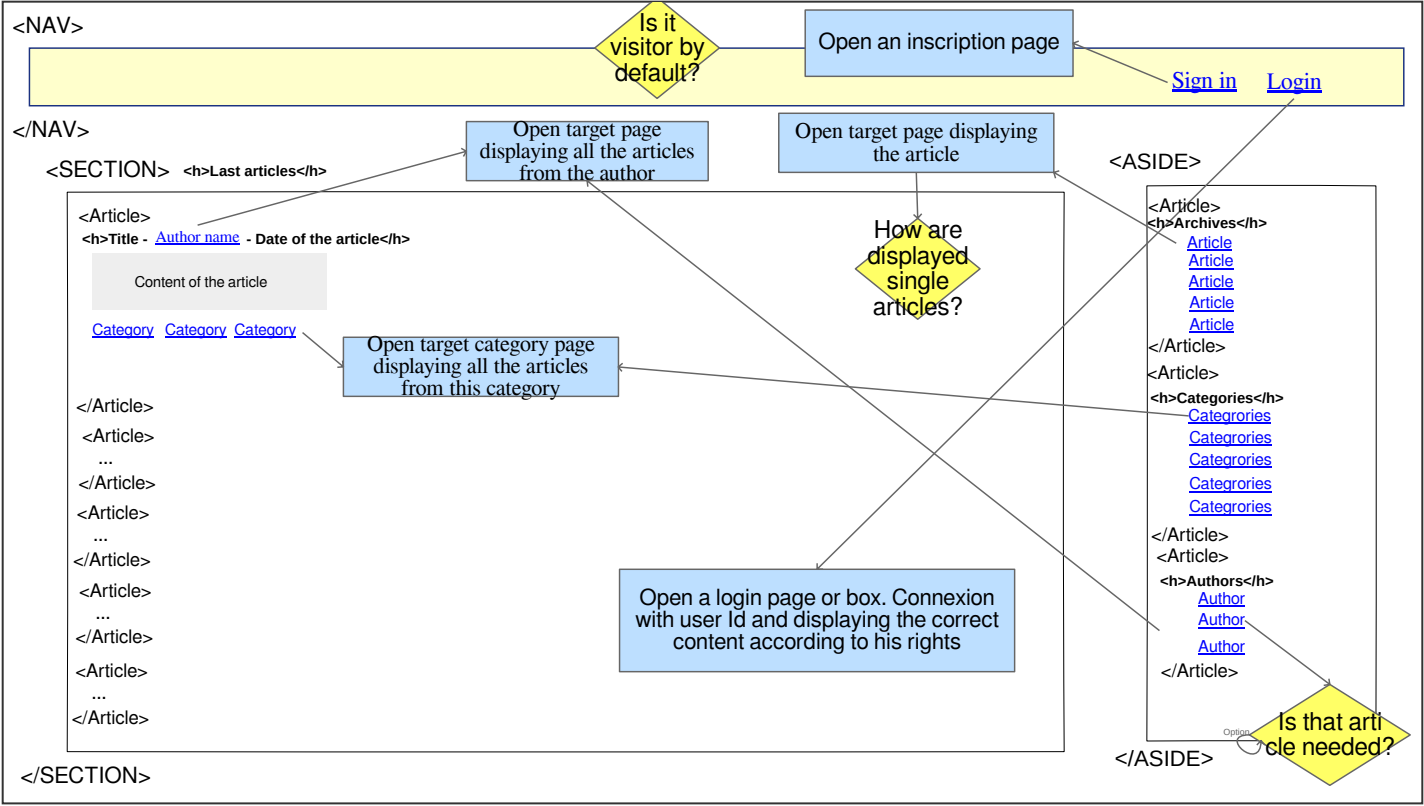 <NAV>
Is it
visitor by
default?
Open an inscription page
Sign in Login
</NAV>
Open target page
displaying all the articles
from the author
Open target page displaying
the article
<SECTION> <h>Last articles</h>
<Article>
<h>Title - Author name - Date of the article</h>
Content of the article
Category Category Category
Open target category page
displaying all the articles
from this category
How are
displayed
single
articles?
</Article>
<Article>
...
</Article>
<Article>
...
</Article>
<Article>
...
</Article>
<Article>
...
</Article>
</SECTION>
Open a login page or box. Connexion
with user Id and displaying the correct
content according to his rights
<ASIDE>
<Article>
<h>Archives</h>
Article
Article
Article
Article
Article
</Article>
<Article>
<h>Categories</h>
Categrories
Categrories
Categrories
Categrories
Categrories
</Article>
<Article>
<h>Authors</h>
Author
Author
Author
</Article>
Is that arti
cle needed?
Option
</ASIDE>